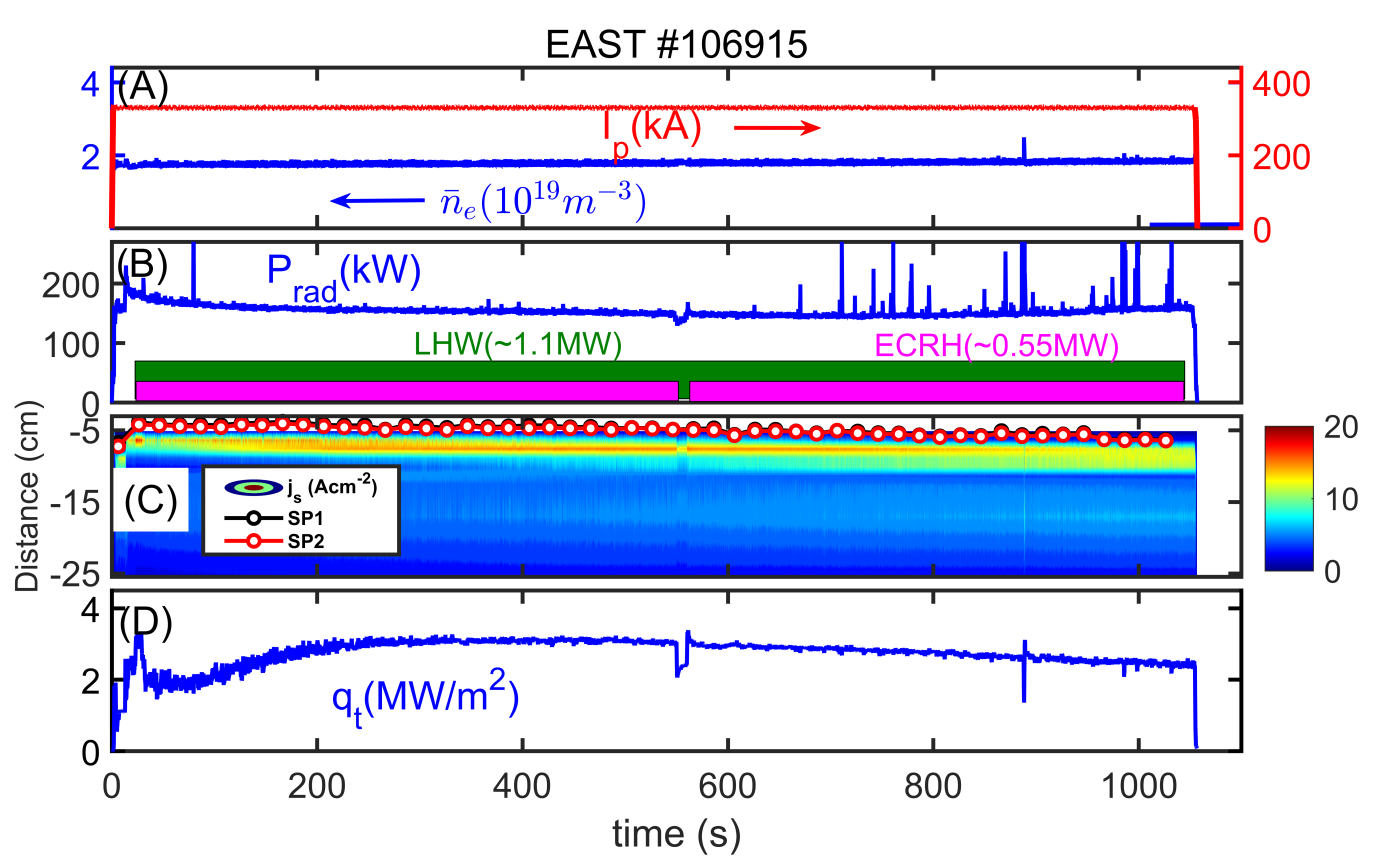 EAST #106915
4
(A)
400
I_p(kA)
2
200
n̄_e(10^19 m^−3)
0
(B)
P_rad(kW)
200
LHW(~1.1MW)
ECRH(~0.55MW)
100
0
-5
20
(C)
j_s (Acm^-2)
SP1
SP2
10
-15
-25
0
Distance (cm)
4
(D)
2
q_t(MW/m^2)
0
0 200 400 600 800 1000
time (s)